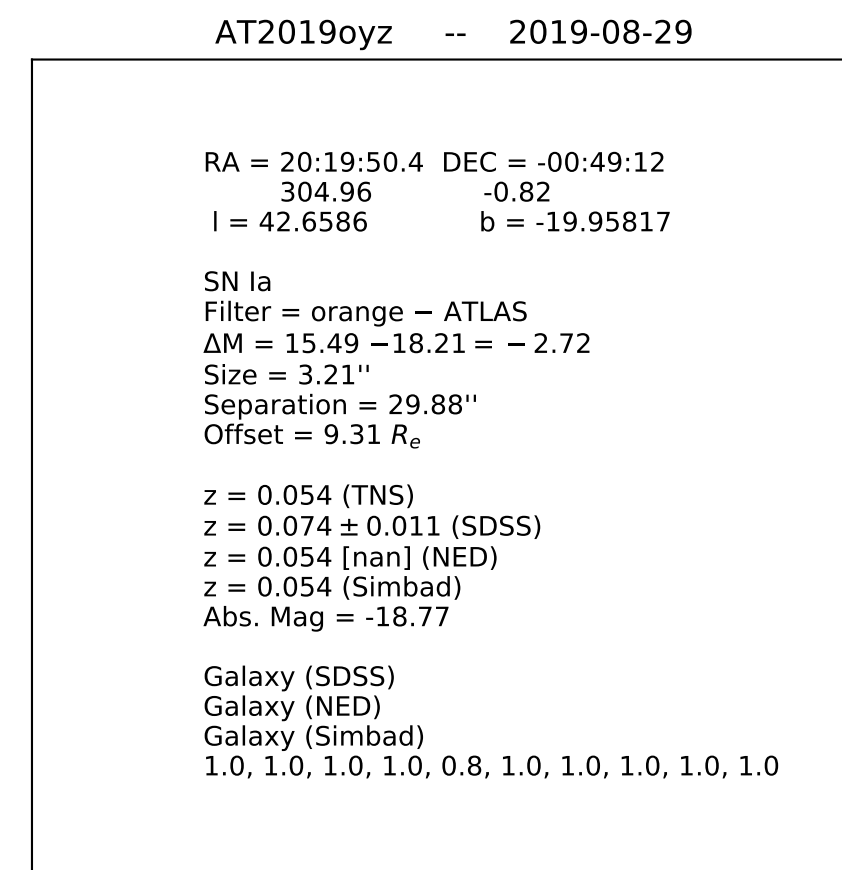 AT2019oyz -- 2019-08-29
RA = 20:19:50.4 DEC = -00:49:12
304.96 -0.82
l = 42.6586 b = -19.95817
SN Ia
Filter = orange − ATLAS
ΔM = 15.49 −18.21 = − 2.72
Size = 3.21''
Separation = 29.88''
Offset = 9.31 Rₑ
z = 0.054 (TNS)
z = 0.074 ± 0.011 (SDSS)
z = 0.054 [nan] (NED)
z = 0.054 (Simbad)
Abs. Mag = -18.77
Galaxy (SDSS)
Galaxy (NED)
Galaxy (Simbad)
1.0, 1.0, 1.0, 1.0, 0.8, 1.0, 1.0, 1.0, 1.0, 1.0